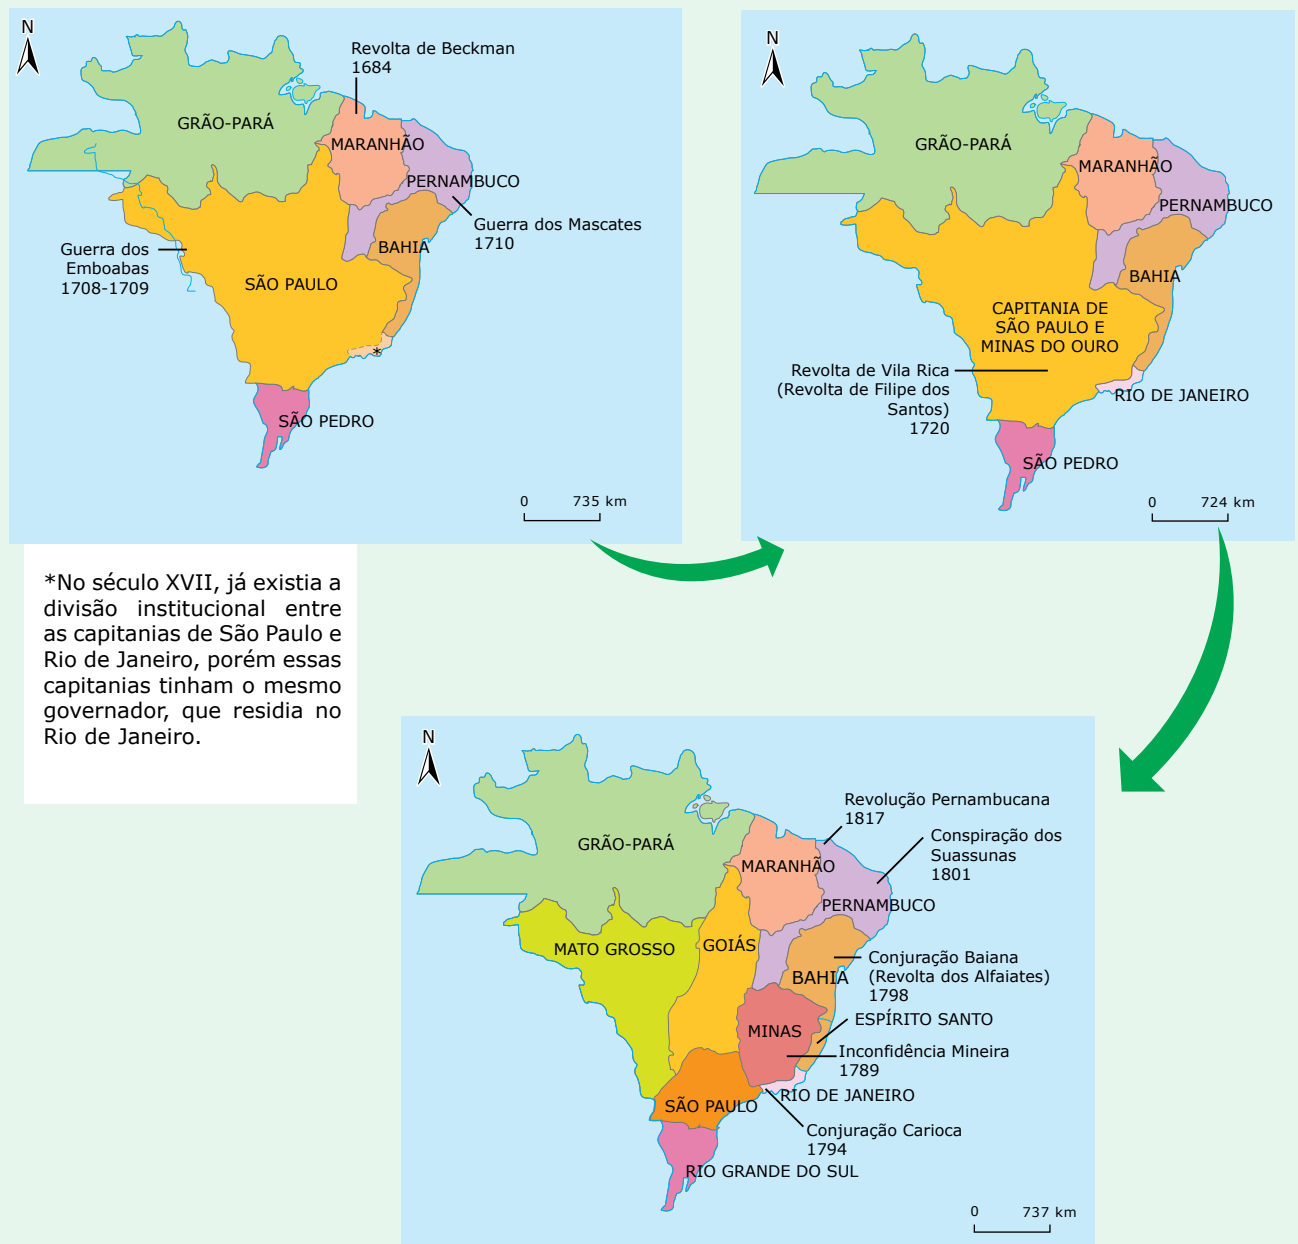 N
Revolta de Beckman
1684
GRÃO-PARÁ
MARANHÃO
PERNAMBUCO
Guerra dos Mascates
1710
BAHIA
Guerra dos
Emboabas
1708-1709
SÃO PAULO
*
SÃO PEDRO
0 735 km
N
GRÃO-PARÁ
MARANHÃO
PERNAMBUCO
BAHIA
CAPITANIA DE
SÃO PAULO E
MINAS DO OURO
Revolta de Vila Rica
(Revolta de Filipe dos
Santos)
1720
RIO DE JANEIRO
SÃO PEDRO
0 724 km
*No século XVII, já existia a
divisão institucional entre
as capitanias de São Paulo e
Rio de Janeiro, porém essas
capitanias tinham o mesmo
governador, que residia no
Rio de Janeiro.
N
Revolução Pernambucana
1817
Conspiração dos
Suassunas
1801
GRÃO-PARÁ
MARANHÃO
PERNAMBUCO
MATO GROSSO
GOIÁS
Conjuração Baiana
(Revolta dos Alfaiates)
1798
BAHIA
ESPÍRITO SANTO
MINAS
Inconfidência Mineira
1789
RIO DE JANEIRO
SÃO PAULO
Conjuração Carioca
1794
RIO GRANDE DO SUL
0 737 km